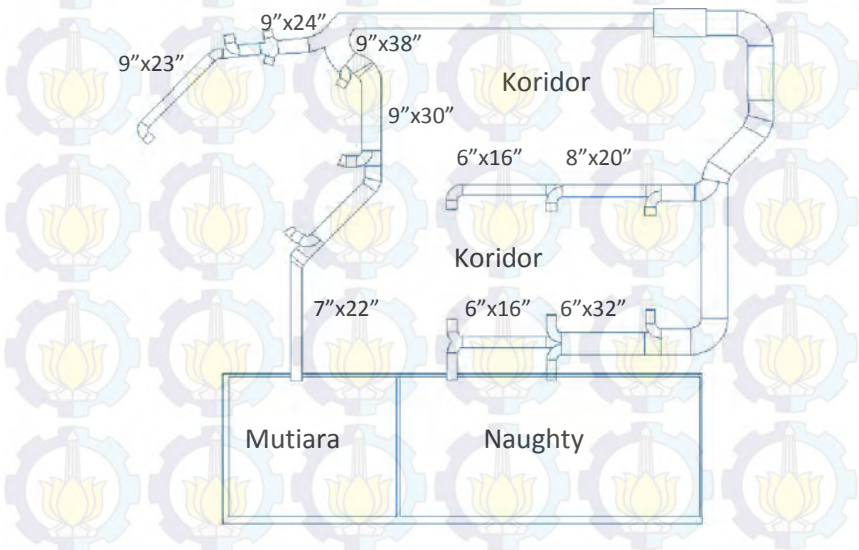 9”x24”
9”x38”
9”x23”
Koridor
9”x30”
6”x16”
8”x20”
Koridor
7”x22”
6”x16”
6”x32”
Mutiara
Naughty